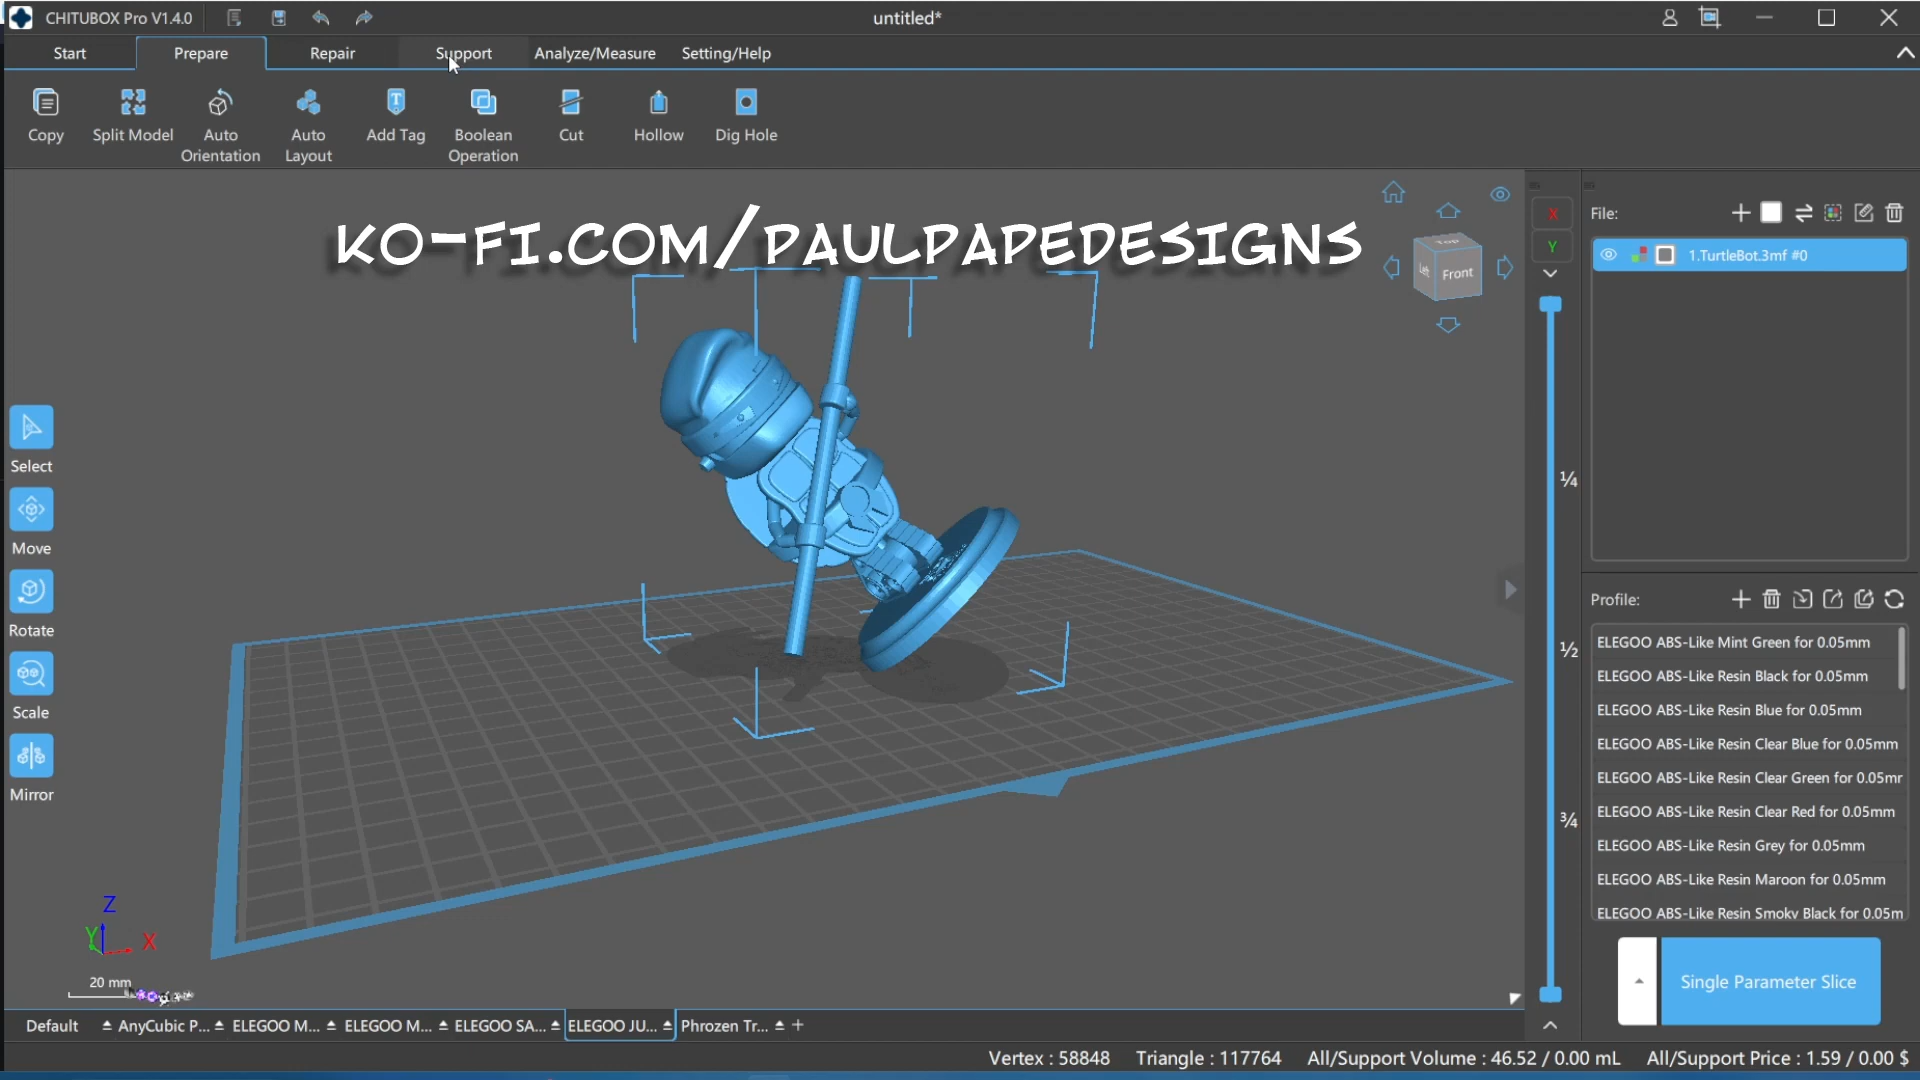 CHITUBOX Pro V1.4.0
untitled*
Start
Prepare
Repair
Support
Analyze/Measure
Setting/Help
Copy
Split Model
Auto Orientation
Auto Layout
Add Tag
Boolean Operation
Cut
Hollow
Dig Hole
KO-FI.COM/PAULPAPEDESIGNS
Top
Left
Front
X
Y
File:
1.TurtleBot.3mf #0
Select
Move
Rotate
Scale
Mirror
1/4
1/2
3/4
Profile:
ELEGOO ABS-Like Mint Green for 0.05mm
ELEGOO ABS-Like Resin Black for 0.05mm
ELEGOO ABS-Like Resin Blue for 0.05mm
ELEGOO ABS-Like Resin Clear Blue for 0.05mm
ELEGOO ABS-Like Resin Clear Green for 0.05mr
ELEGOO ABS-Like Resin Clear Red for 0.05mm
ELEGOO ABS-Like Resin Grey for 0.05mm
ELEGOO ABS-Like Resin Maroon for 0.05mm
ELEGOO ABS-Like Resin Smoky Black for 0.05m
Single Parameter Slice
Z
Y
X
20 mm
Default
AnyCubic P...
ELEGOO M...
ELEGOO M...
ELEGOO SA...
ELEGOO JU...
Phrozen Tr...
Vertex : 58848
Triangle : 117764
All/Support Volume : 46.52 / 0.00 mL
All/Support Price : 1.59 / 0.00 $